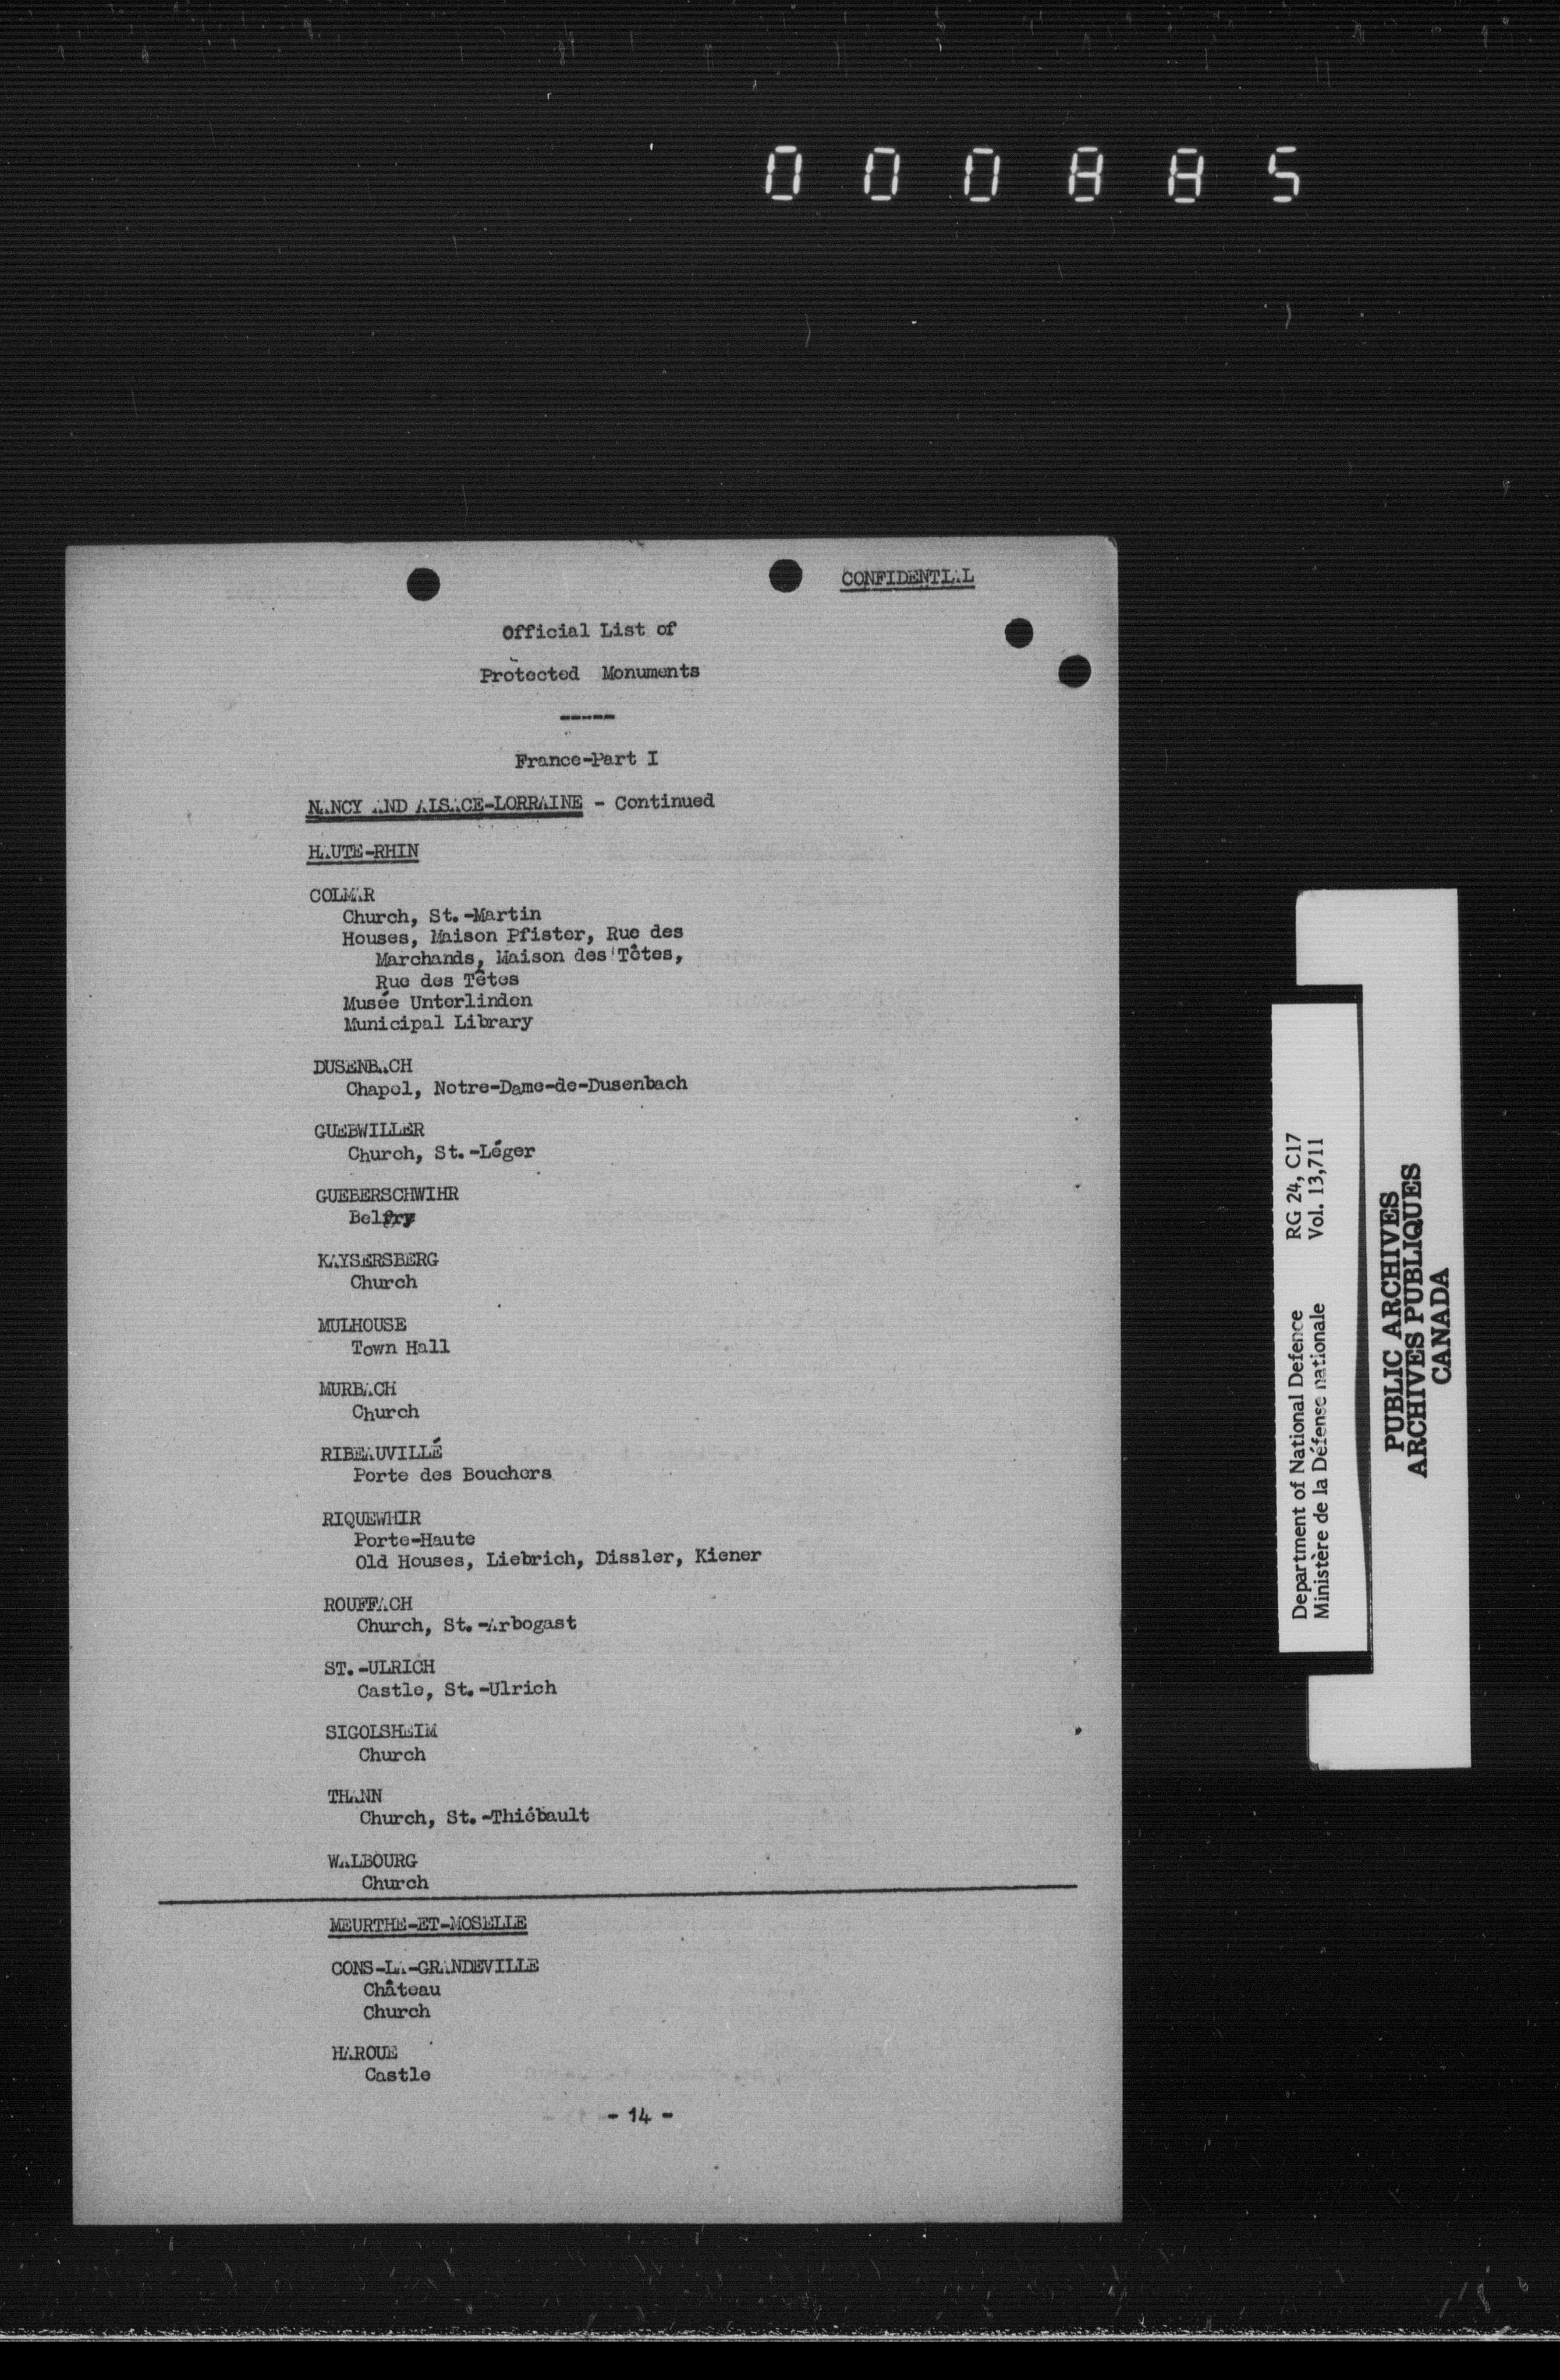 000885
CONFIDENTIAL
Official List of
Protected Monuments
-----
France-Part I
NANCY AND ALSACE-LORRAINE - Continued
HAUTE-RHIN
COLMAR
Church, St.-Martin
Houses, Maison Pfister, Rue des
Marchands, Maison des Têtes,
Rue des Têtes
Musée Unterlinden
Municipal Library
DUSENBACH
Chapel, Notre-Dame-de-Dusenbach
GUEBWILLER
Church, St.-Léger
GUEBERSCHWIHR
Belfry
KAYSERSBERG
Church
MULHOUSE
Town Hall
MURBACH
Church
RIBEAUVILLÉ
Porte des Bouchers
RIQUEWHIR
Porte-Haute
Old Houses, Liebrich, Dissler, Kiener
ROUFFACH
Church, St.-Arbogast
ST.-ULRICH
Castle, St.-Ulrich
SIGOLSHEIM
Church
THANN
Church, St.-Thiébault
WALBOURG
Church
MEURTHE-ET-MOSELLE
CONS-LA-GRANDEVILLE
Château
Church
HAROUE
Castle
- 14 -
Department of National Defence RG 24, C17
Ministère de la Défense nationale Vol. 13,711
PUBLIC ARCHIVES
ARCHIVES PUBLIQUES
CANADA